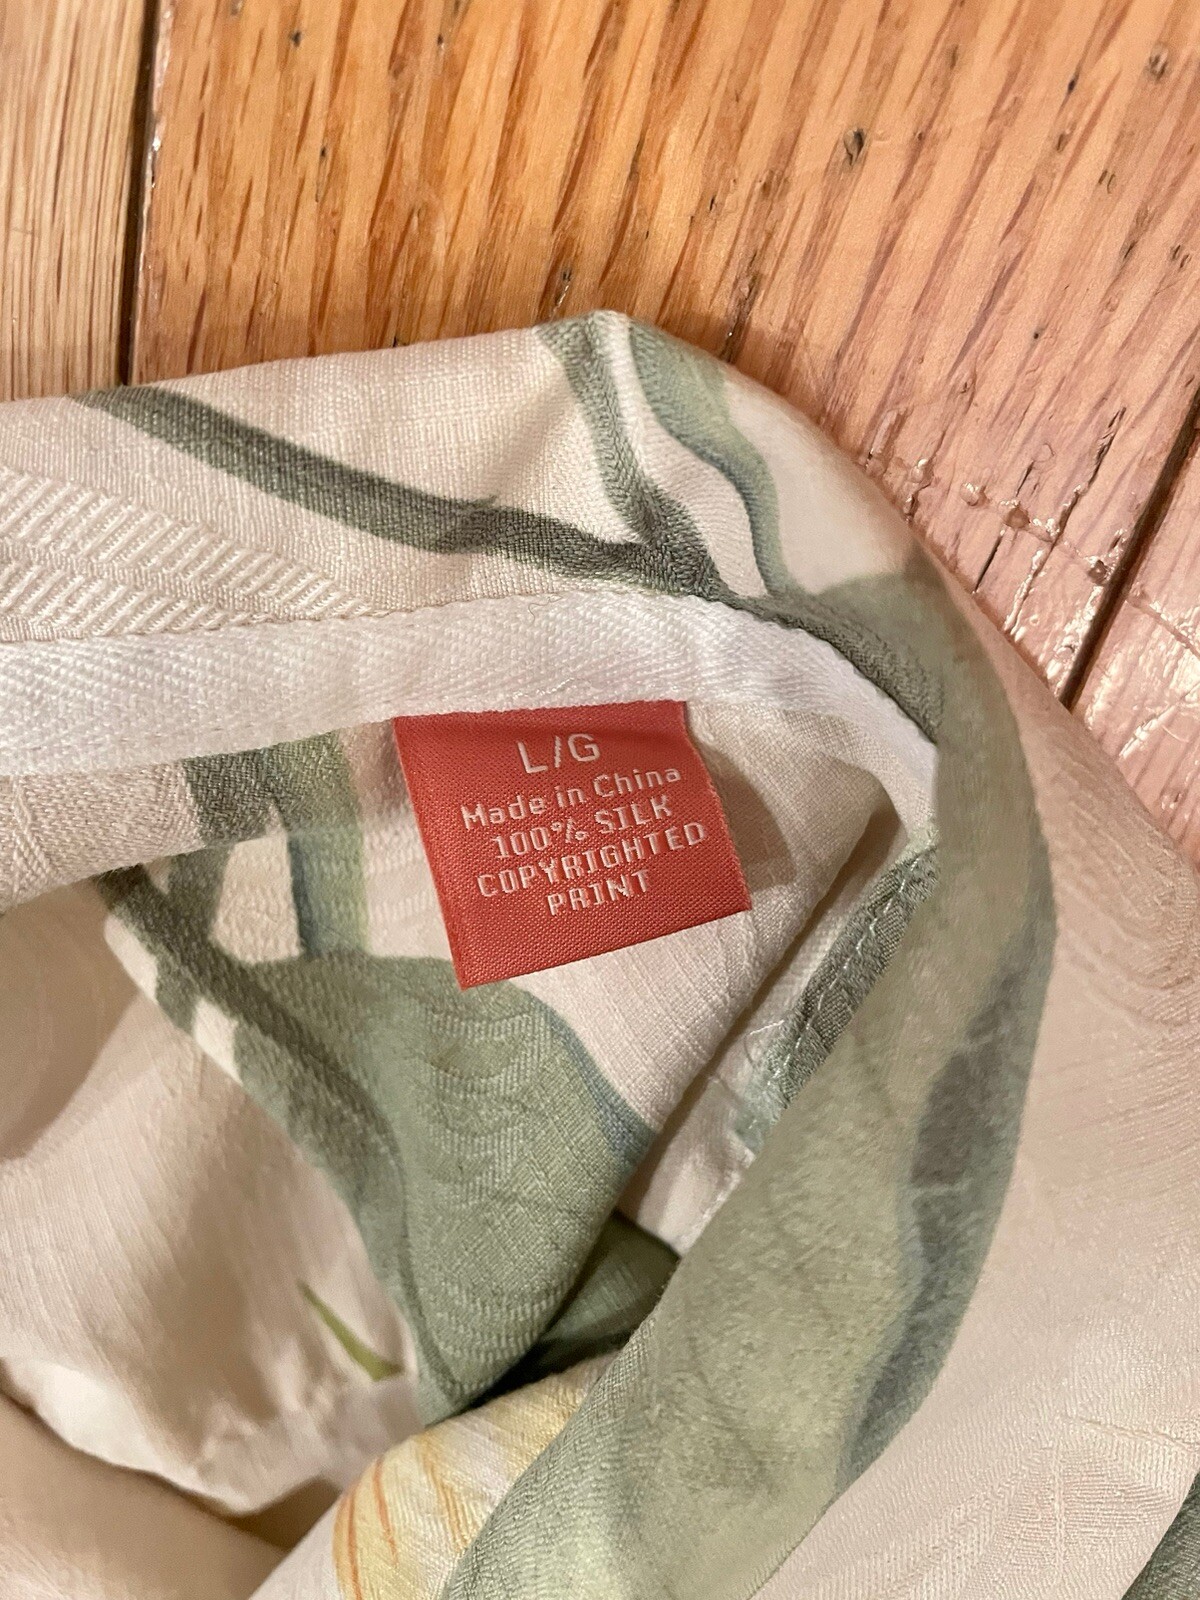 L/G
Made in China
100% SILK
COPYRIGHTED
PRINT